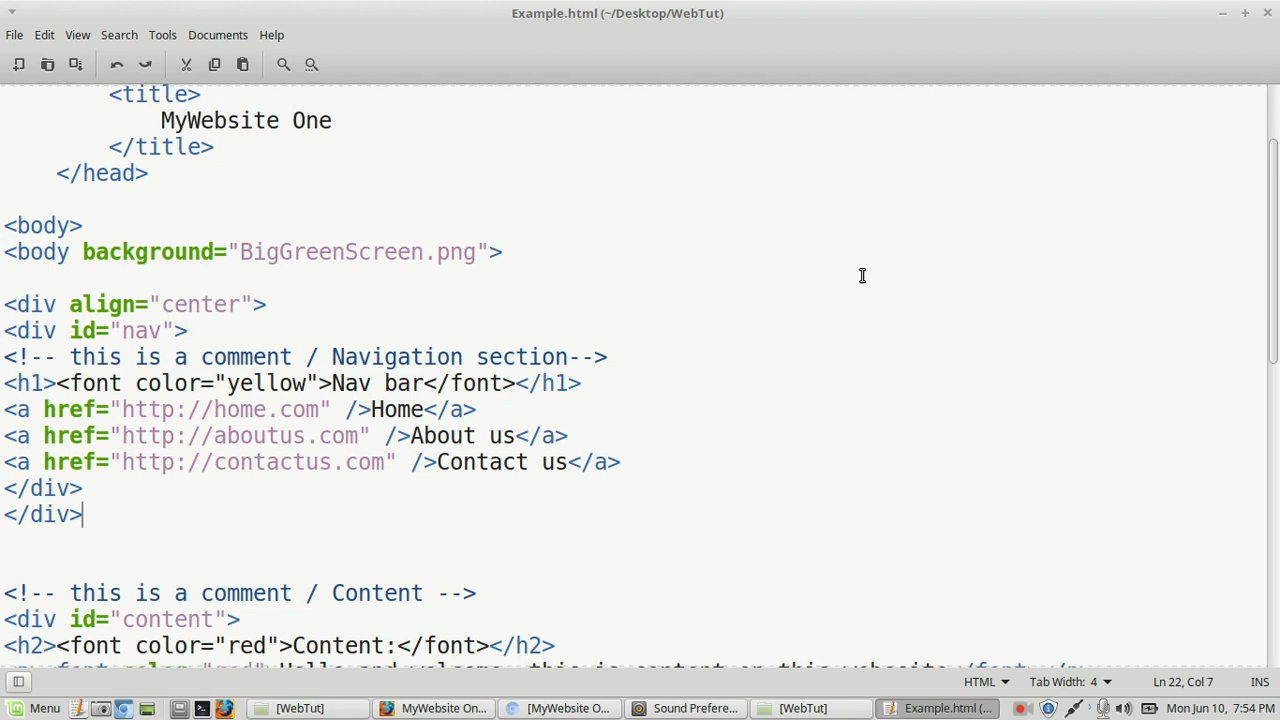 Example.html (~/Desktop/WebTut)
File Edit View Search Tools Documents Help
<title>
MyWebsite One
</title>
</head>
<body>
<body background="BigGreenScreen.png">
<div align="center">
<div id="nav">
<!-- this is a comment / Navigation section-->
<h1><font color="yellow">Nav bar</font></h1>
<a href="http://home.com" />Home</a>
<a href="http://aboutus.com" />About us</a>
<a href="http://contactus.com" />Contact us</a>
</div>
</div>
<!-- this is a comment / Content -->
<div id="content">
<h2><font color="red">Content:</font></h2>
HTML Tab Width: 4 Ln 22, Col 7 INS
Menu [WebTut] MyWebsite On... [MyWebsite O... Sound Prefere... [WebTut] Example.html (... Mon Jun 10, 7:54 PM